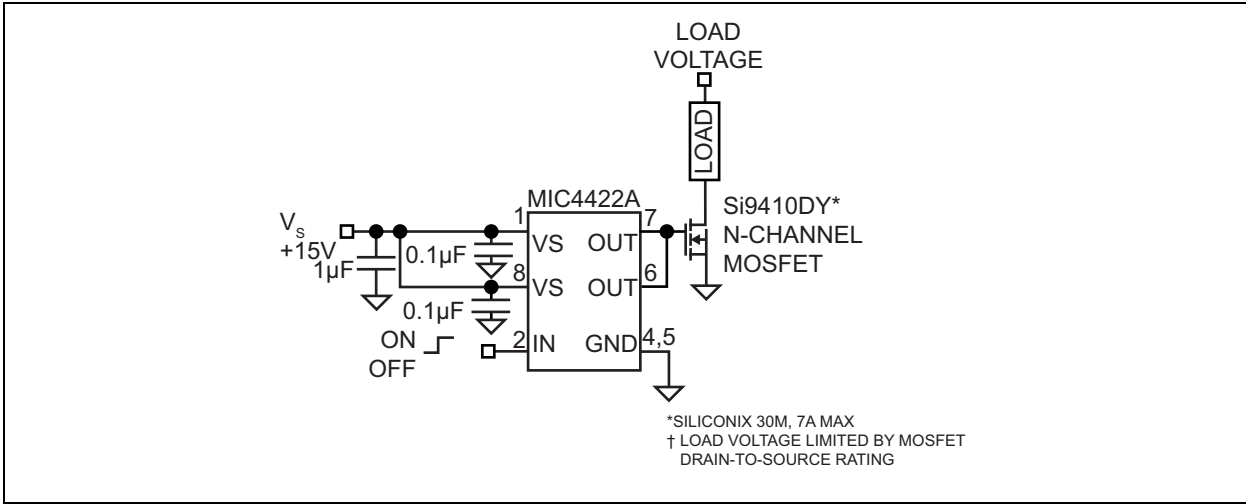 LOAD
VOLTAGE
LOAD
MIC4422A
Si9410DY*
N-CHANNEL
MOSFET
VS
+15V
1µF
0.1µF
0.1µF
1
VS
8
VS
2
IN
OUT
7
OUT
6
GND
4,5
ON
OFF
*SILICONIX 30M, 7A MAX
† LOAD VOLTAGE LIMITED BY MOSFET
DRAIN-TO-SOURCE RATING